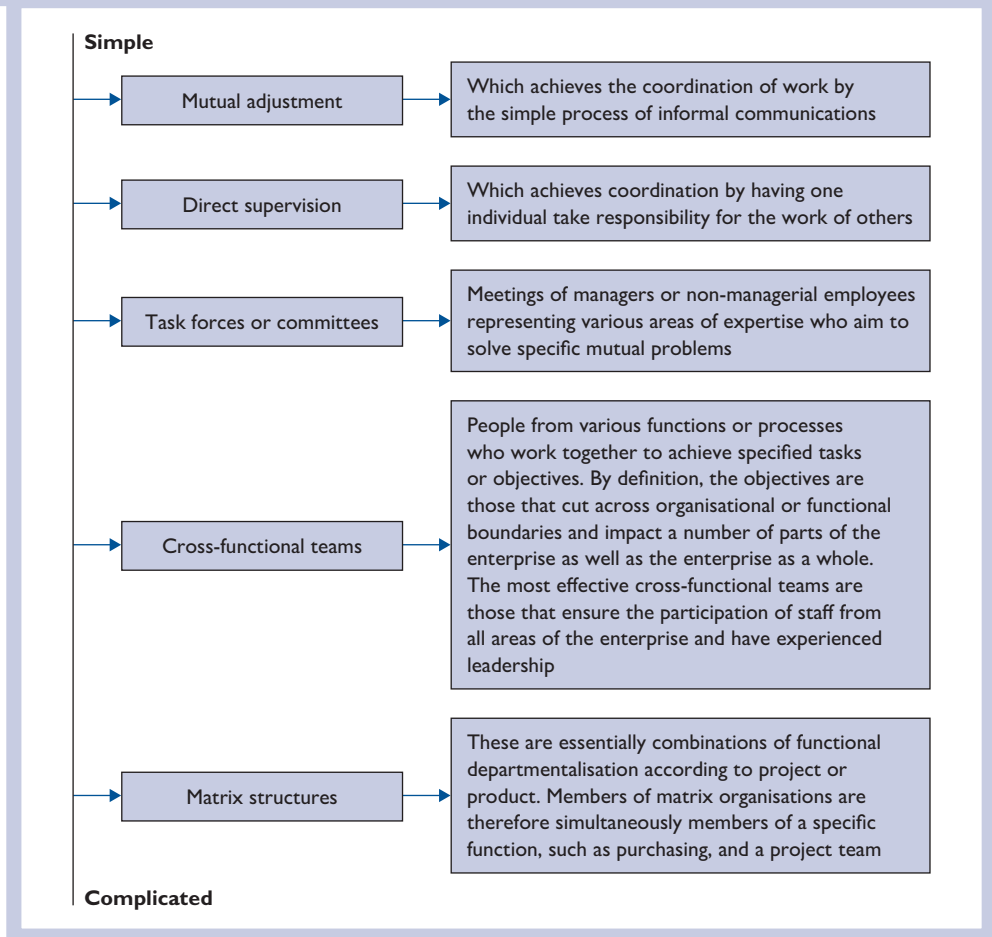 Simple
Mutual adjustment
Which achieves the coordination of work by
the simple process of informal communications
Direct supervision
Which achieves coordination by having one
individual take responsibility for the work of others
Task forces or committees
Meetings of managers or non-managerial employees
representing various areas of expertise who aim to
solve specific mutual problems
Cross-functional teams
People from various functions or processes
who work together to achieve specified tasks
or objectives. By definition, the objectives are
those that cut across organisational or functional
boundaries and impact a number of parts of the
enterprise as well as the enterprise as a whole.
The most effective cross-functional teams are
those that ensure the participation of staff from
all areas of the enterprise and have experienced
leadership
Matrix structures
These are essentially combinations of functional
departmentalisation according to project or
product. Members of matrix organisations are
therefore simultaneously members of a specific
function, such as purchasing, and a project team
Complicated